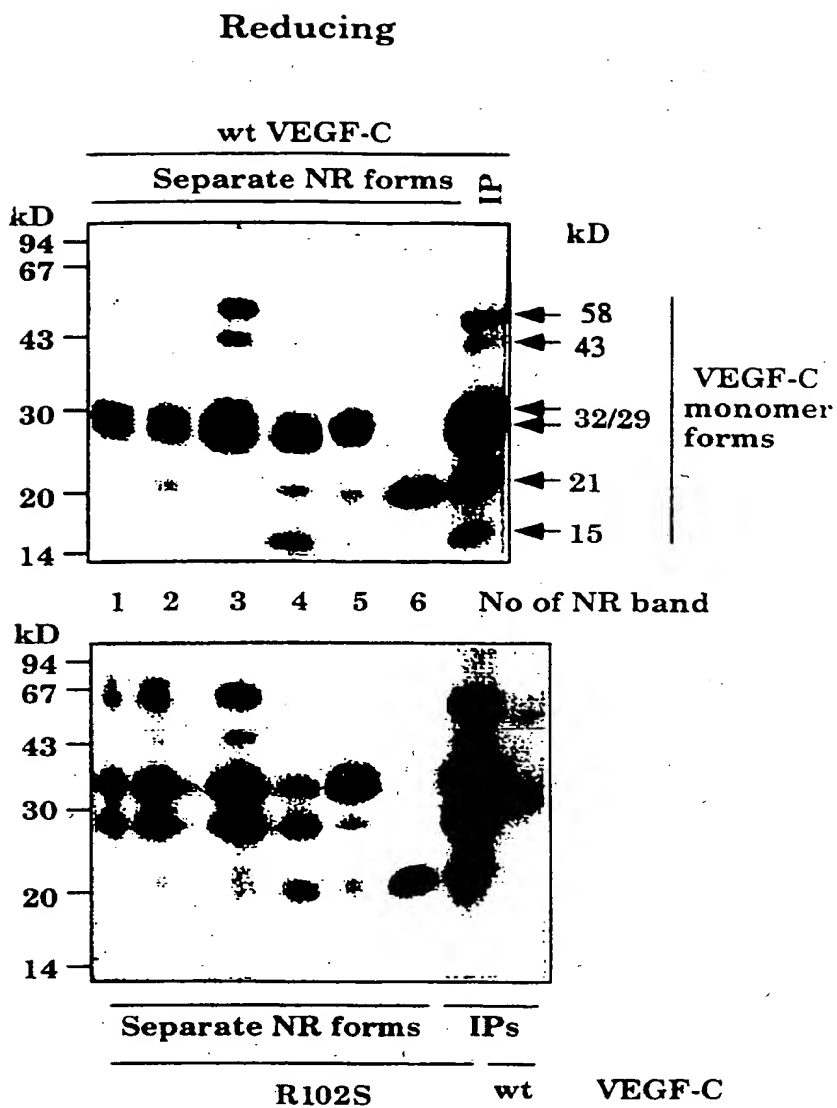 Reducing
wt VEGF-C
Separate NR forms
IP
kD
94
67
43
30
20
14
kD
58
43
32/29
21
15
VEGF-C
monomer
forms
1 2 3 4 5 6 No of NR band
kD
94
67
43
30
20
14
Separate NR forms IPs
R102S wt VEGF-C